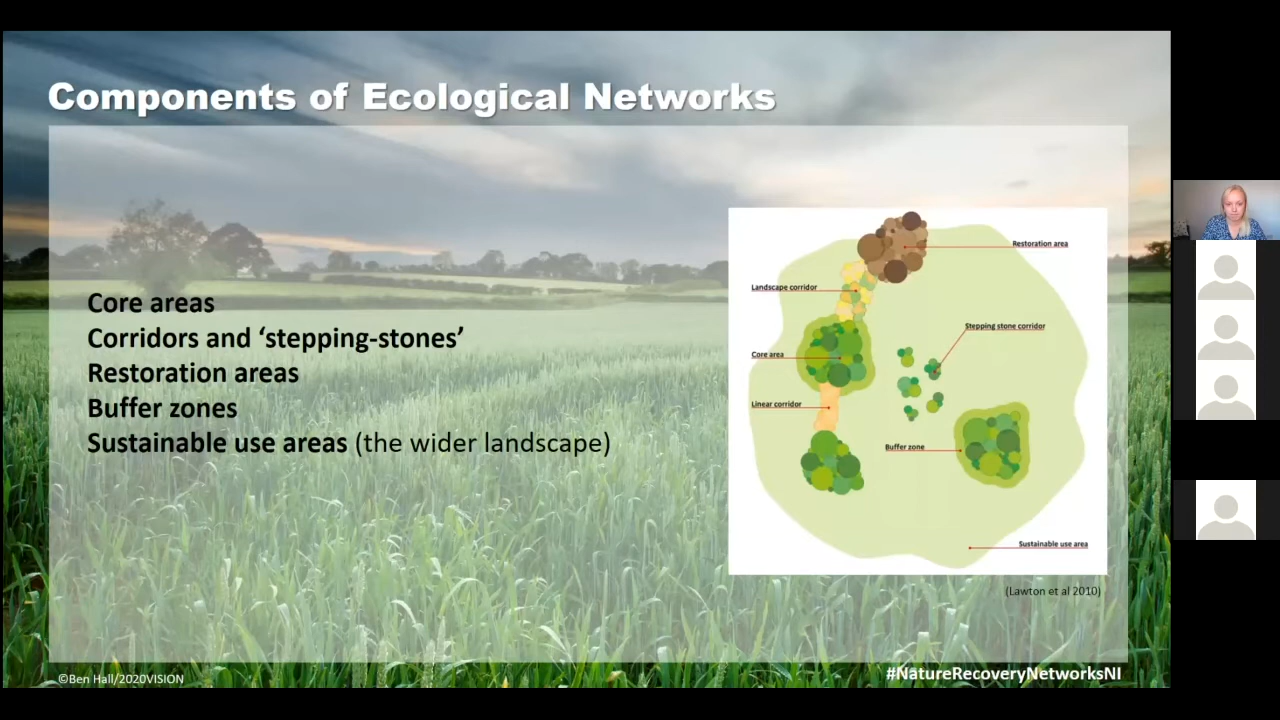 Components of Ecological Networks
Core areas
Corridors and ‘stepping-stones’
Restoration areas
Buffer zones
Sustainable use areas (the wider landscape)
Restoration area
Landscape corridor
Stepping stone corridor
Core area
Linear corridor
Buffer zone
Sustainable use area
(Lawton et al 2010)
©Ben Hall/2020VISION
#NatureRecoveryNetworksNI